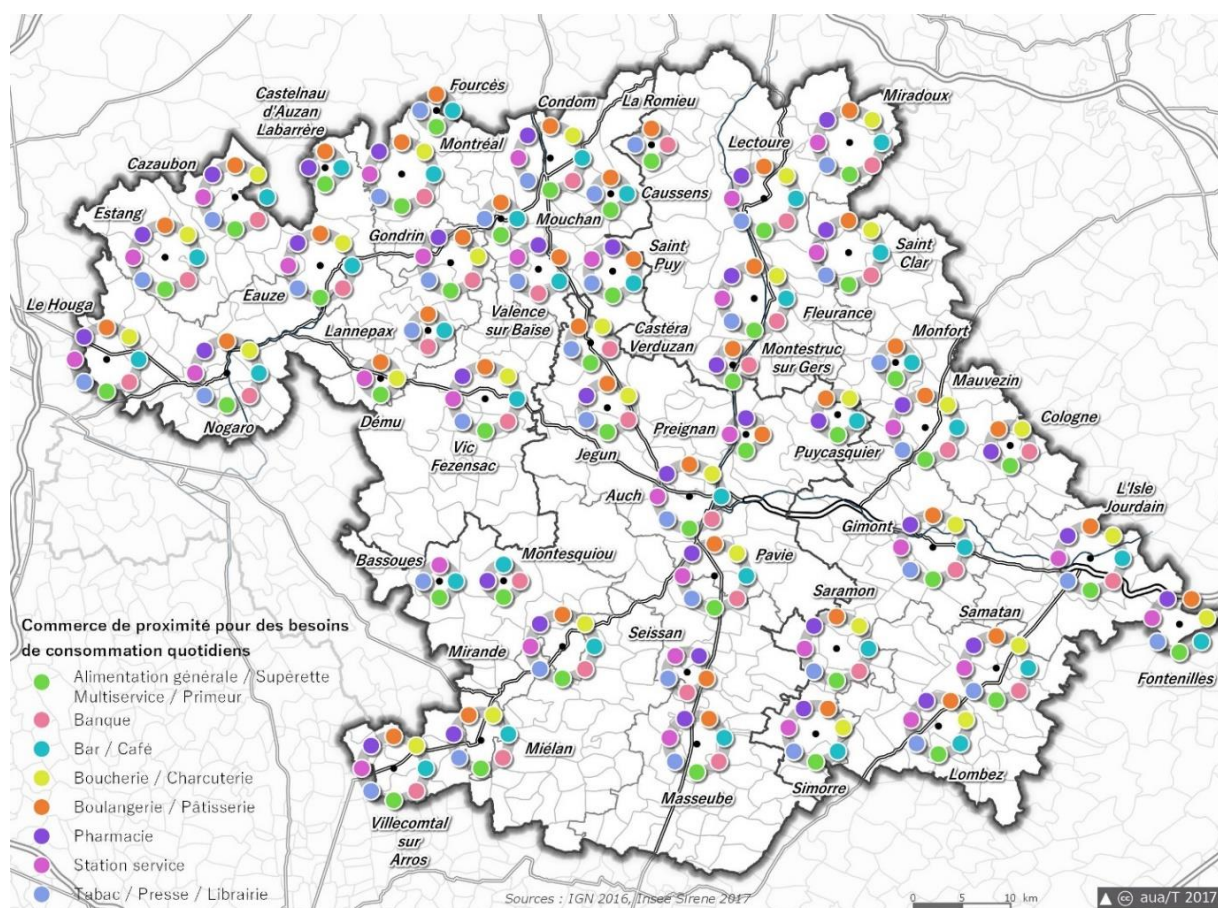 Fourcès
Castelnau
d'Auzan
Labarrère
Condom
La Romieu
Miradoux
Montréal
Lectoure
Cazaubon
Caussens
Estang
Mouchan
Gondrin
Saint
Puy
Saint
Clar
Eauze
Le Houga
Valence
sur Baïse
Fleurance
Lannepax
Castéra
Verduzan
Monfort
Montestruc
sur Gers
Mauvezin
Dému
Nogaro
Cologne
Preignan
Vic
Fezensac
Jegun
Puycasquier
L'Isle
Jourdain
Auch
Gimont
Bassoues
Montesquiou
Pavie
Saramon
Samatan
Commerce de proximité pour des besoins
de consommation quotidiens
Mirande
Seissan
Fontenilles
Alimentation générale / Supérette
Multiservice / Primeur
Banque
Bar / Café
Boucherie / Charcuterie
Boulangerie / Pâtisserie
Pharmacie
Station service
Tabac / Presse / Librairie
Miélan
Lombez
Simorre
Masseube
Villecomtal
sur
Arros
Sources : IGN 2016, Insee Sirene 2017
0 5 10 km
cc aua/T 2017